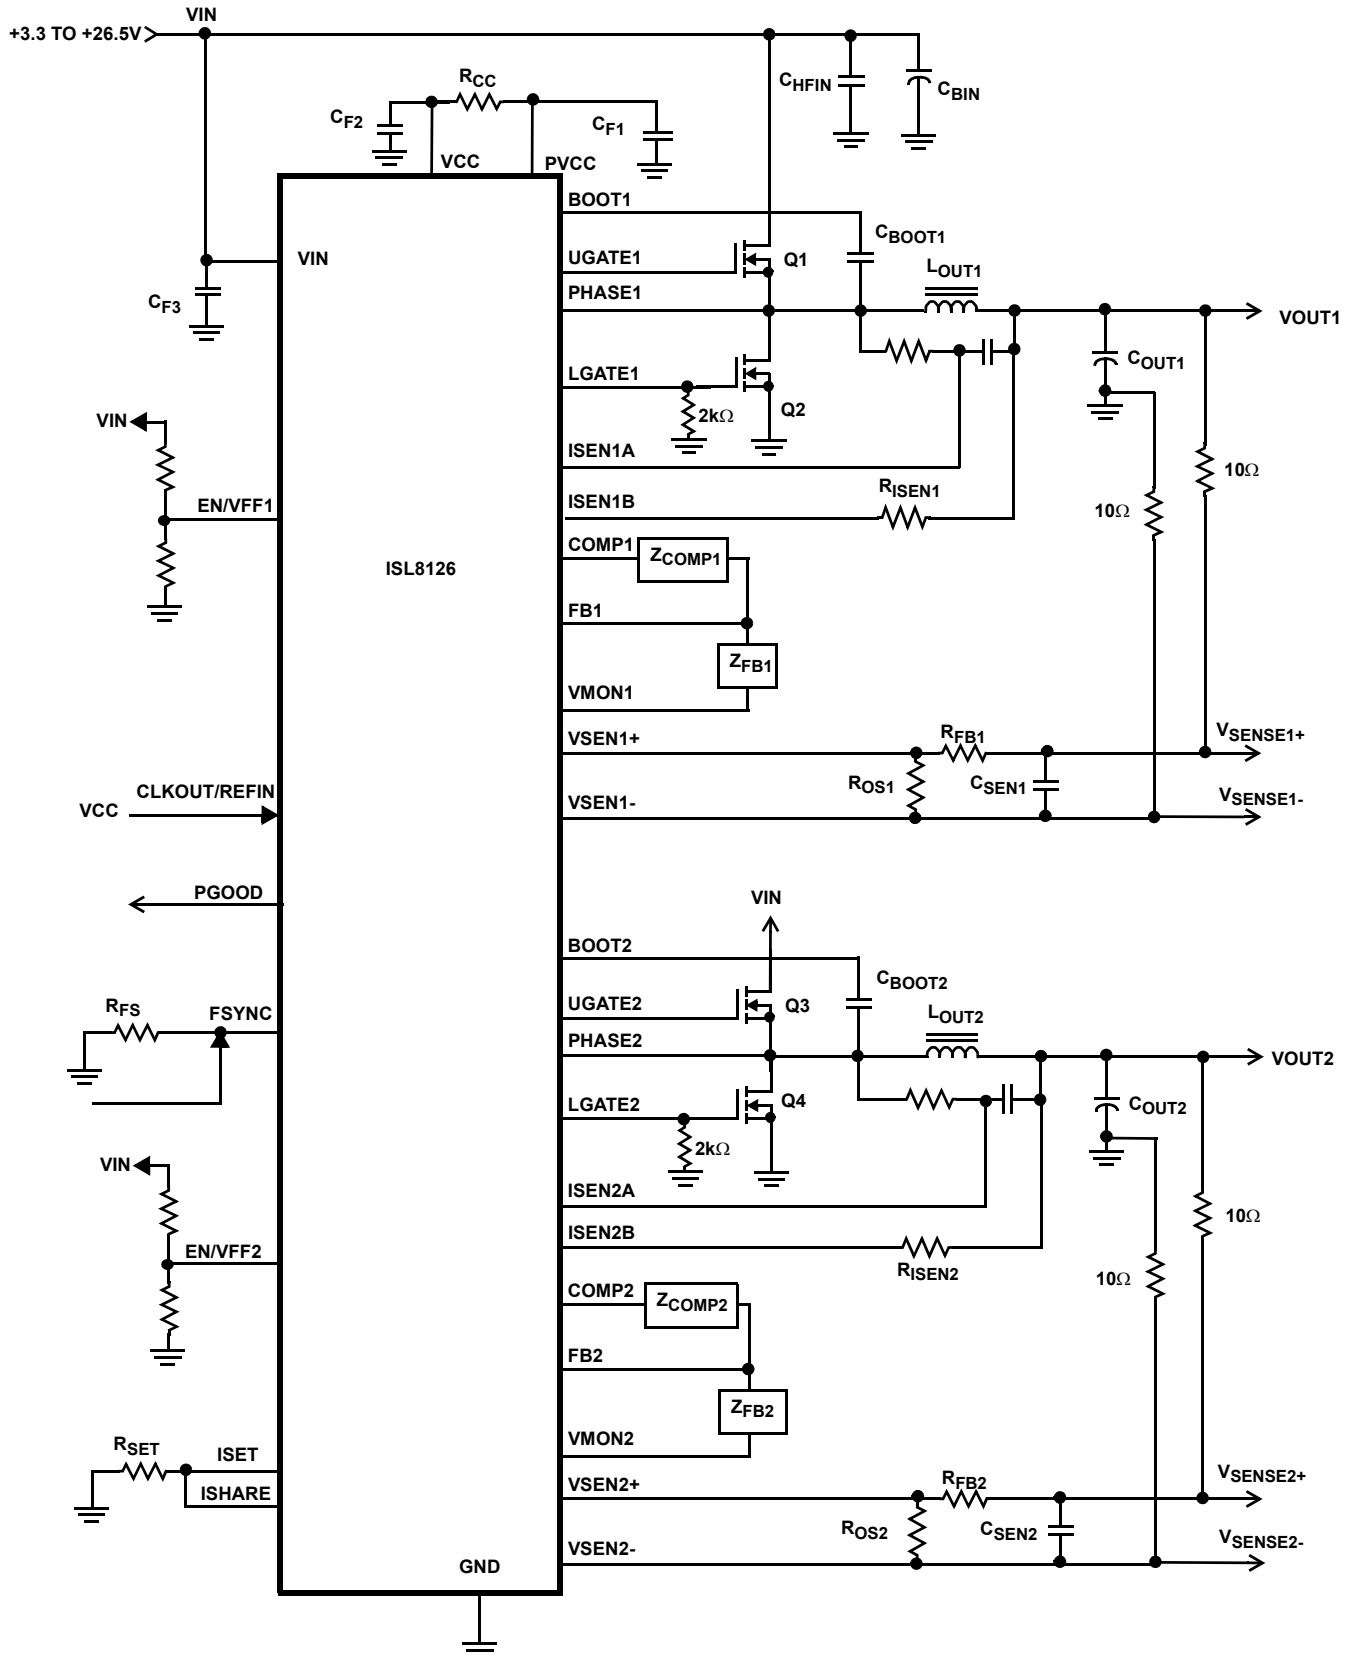 VIN
+3.3 TO +26.5V
RCC
CHFIN
CBIN
CF2
CF1
VCC
PVCC
BOOT1
CBOOT1
VIN
UGATE1
Q1
LOUT1
PHASE1
CF3
VOUT1
COUT1
LGATE1
2kΩ
Q2
VIN
ISEN1A
10Ω
RISEN1
EN/VFF1
ISEN1B
10Ω
COMP1
ZCOMP1
ISL8126
FB1
ZFB1
VMON1
VSEN1+
RFB1
VSENSE1+
ROS1
CSEN1
CLKOUT/REFIN
VCC
VSEN1-
VSENSE1-
PGOOD
VIN
BOOT2
CBOOT2
RFS
FSYNC
UGATE2
Q3
LOUT2
PHASE2
VOUT2
LGATE2
Q4
COUT2
2kΩ
VIN
ISEN2A
10Ω
EN/VFF2
ISEN2B
RISEN2
10Ω
COMP2
ZCOMP2
FB2
ZFB2
VMON2
RSET
ISET
VSEN2+
RFB2
VSENSE2+
ISHARE
ROS2
CSEN2
VSEN2-
VSENSE2-
GND